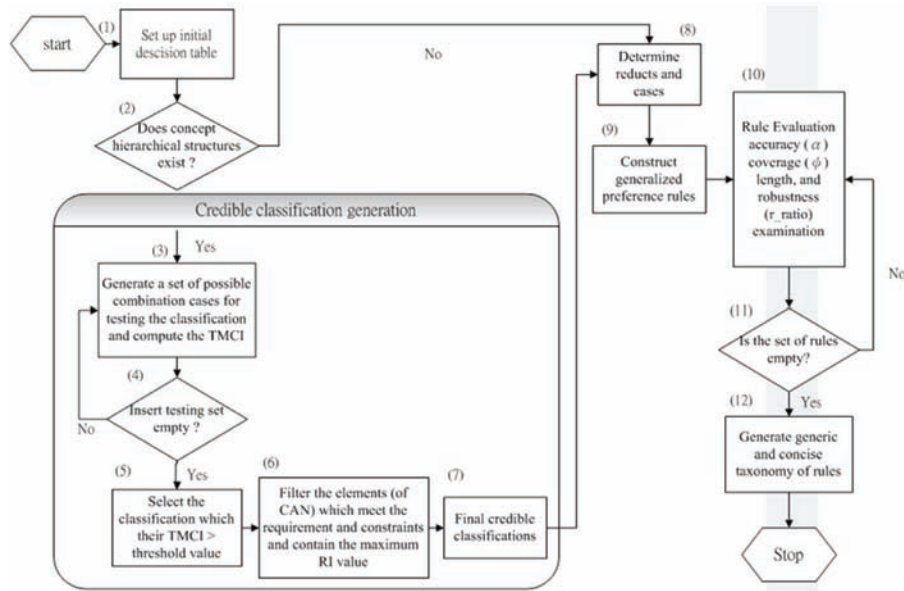 start
(1)
Set up initial
descision table
(2)
Does concept
hierarchical structures
exist ?
No
Credible classification generation
(3)
Yes
Generate a set of possible
combination cases for
testing the classification
and compute the TMCI
(4)
Insert testing set
empty ?
No
(5)
Yes
Select the
classification which
their TMCI >
threshold value
(6)
Filter the elements (of
CAN) which meet the
requirement and constraints
and contain the maximum
RI value
(7)
Final credible
classifications
(8)
Determine
reducts and
cases
(9)
Construct
generalized
preference rules
(10)
Rule Evaluation
accuracy ( α )
coverage ( ϕ )
length, and
robustness
(r_ratio)
examination
No
(11)
Is the set of rules
empty?
(12)
Yes
Generate generic
and concise
taxonomy of rules
Stop